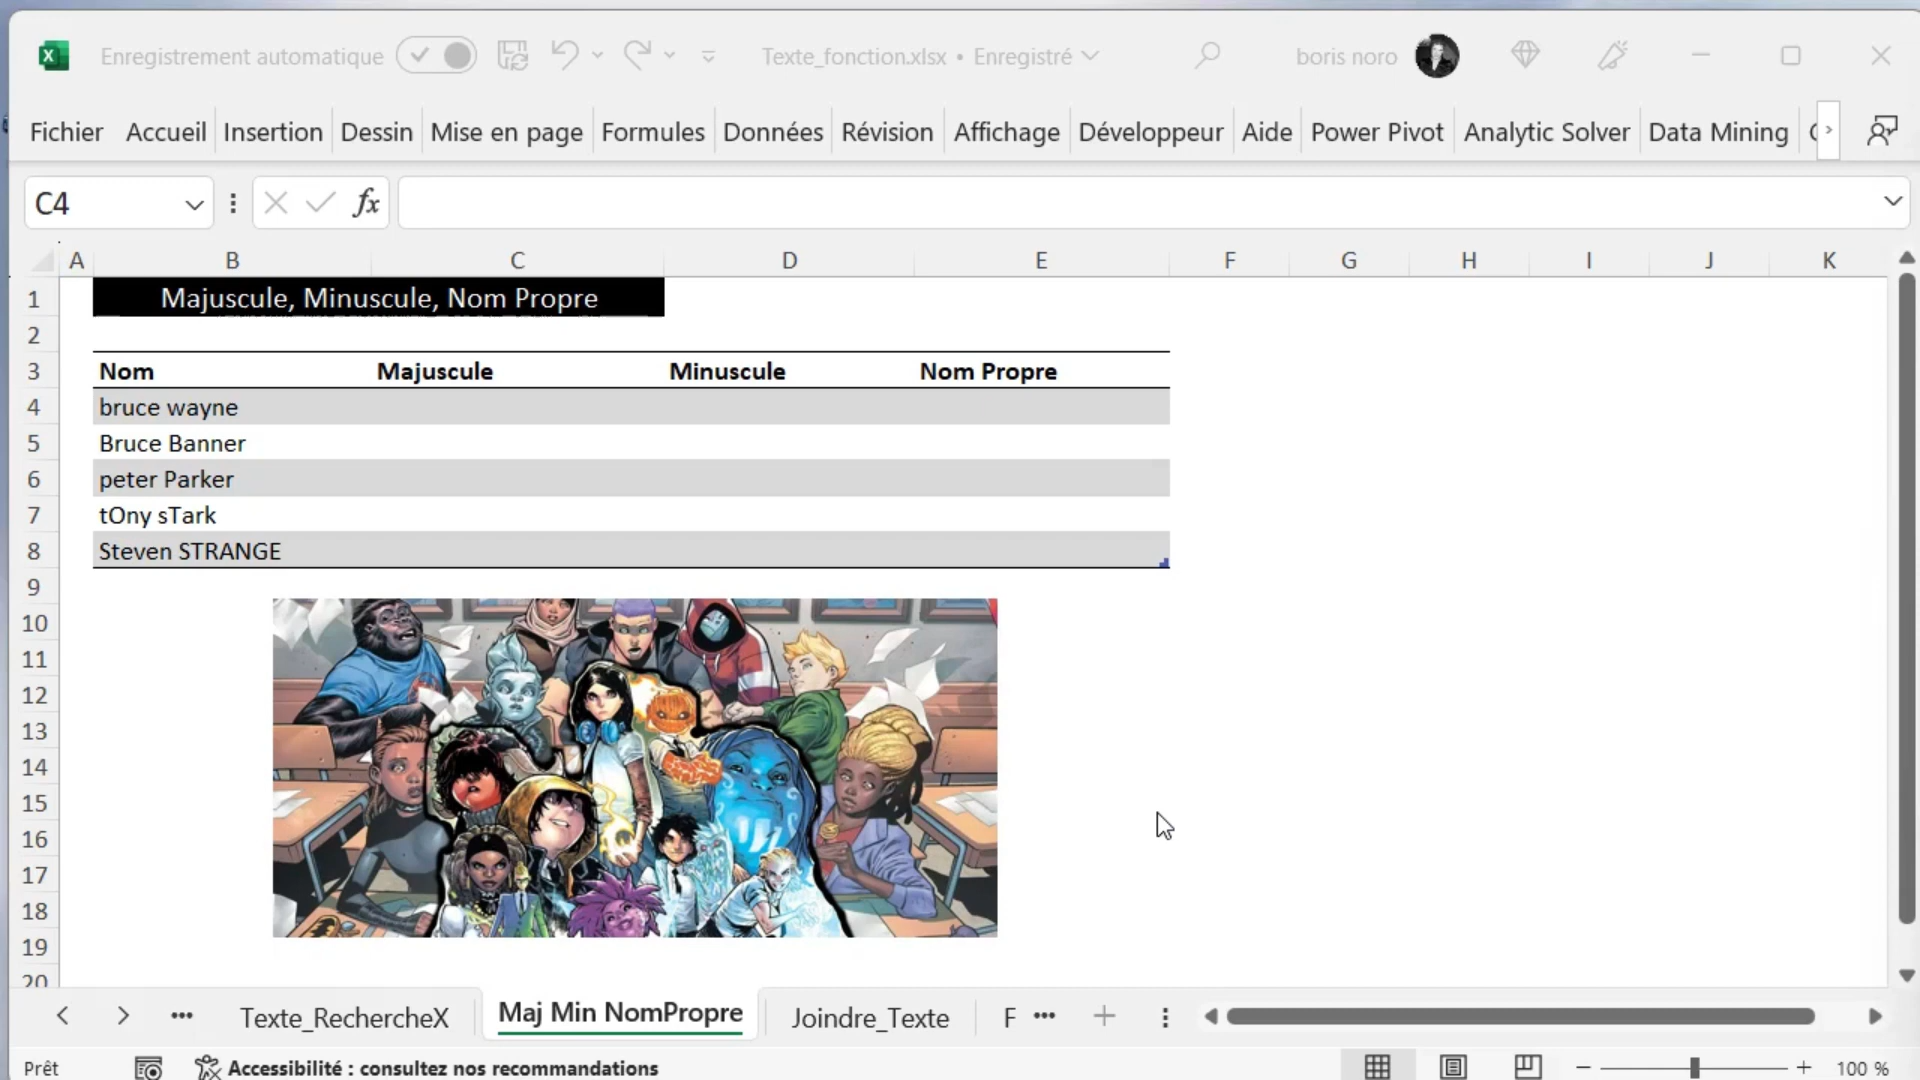 Enregistrement automatique Texte_fonction.xlsx • Enregistré boris noro
Fichier Accueil Insertion Dessin Mise en page Formules Données Révision Affichage Développeur Aide Power Pivot Analytic Solver Data Mining
C4 fx
A B C D E F G H I J K
1 Majuscule, Minuscule, Nom Propre
2
3 Nom Majuscule Minuscule Nom Propre
4 bruce wayne
5 Bruce Banner
6 peter Parker
7 tOny sTark
8 Steven STRANGE
9
10
11
12
13
14
15
16
17
18
19
20
Texte_RechercheX Maj Min NomPropre Joindre_Texte F
Prêt Accessibilité : consultez nos recommandations 100 %